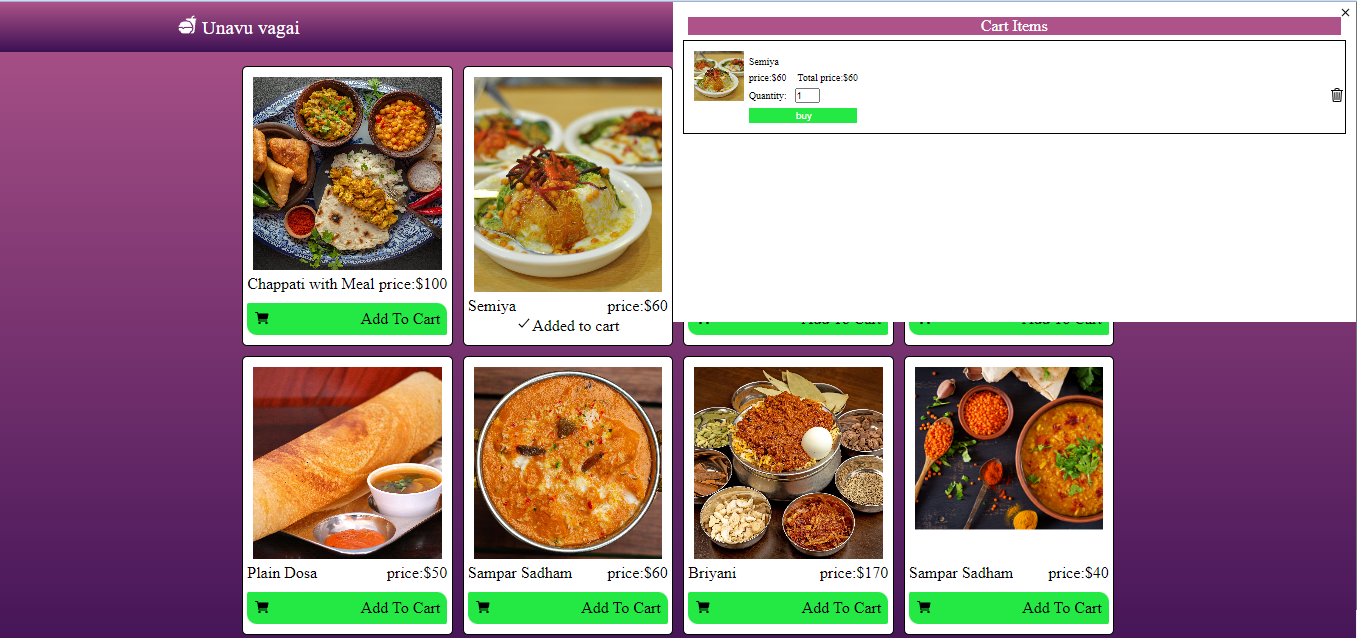 Unavu vagai
Cart Items
Semiya
price:$60 Total price:$60
Quantity: 1
buy
Chappati with Meal price:$100
Add To Cart
Semiya price:$60
✓ Added to cart
Add To Cart
Add To Cart
Plain Dosa price:$50
Add To Cart
Sampar Sadham price:$60
Add To Cart
Briyani price:$170
Add To Cart
Sampar Sadham price:$40
Add To Cart